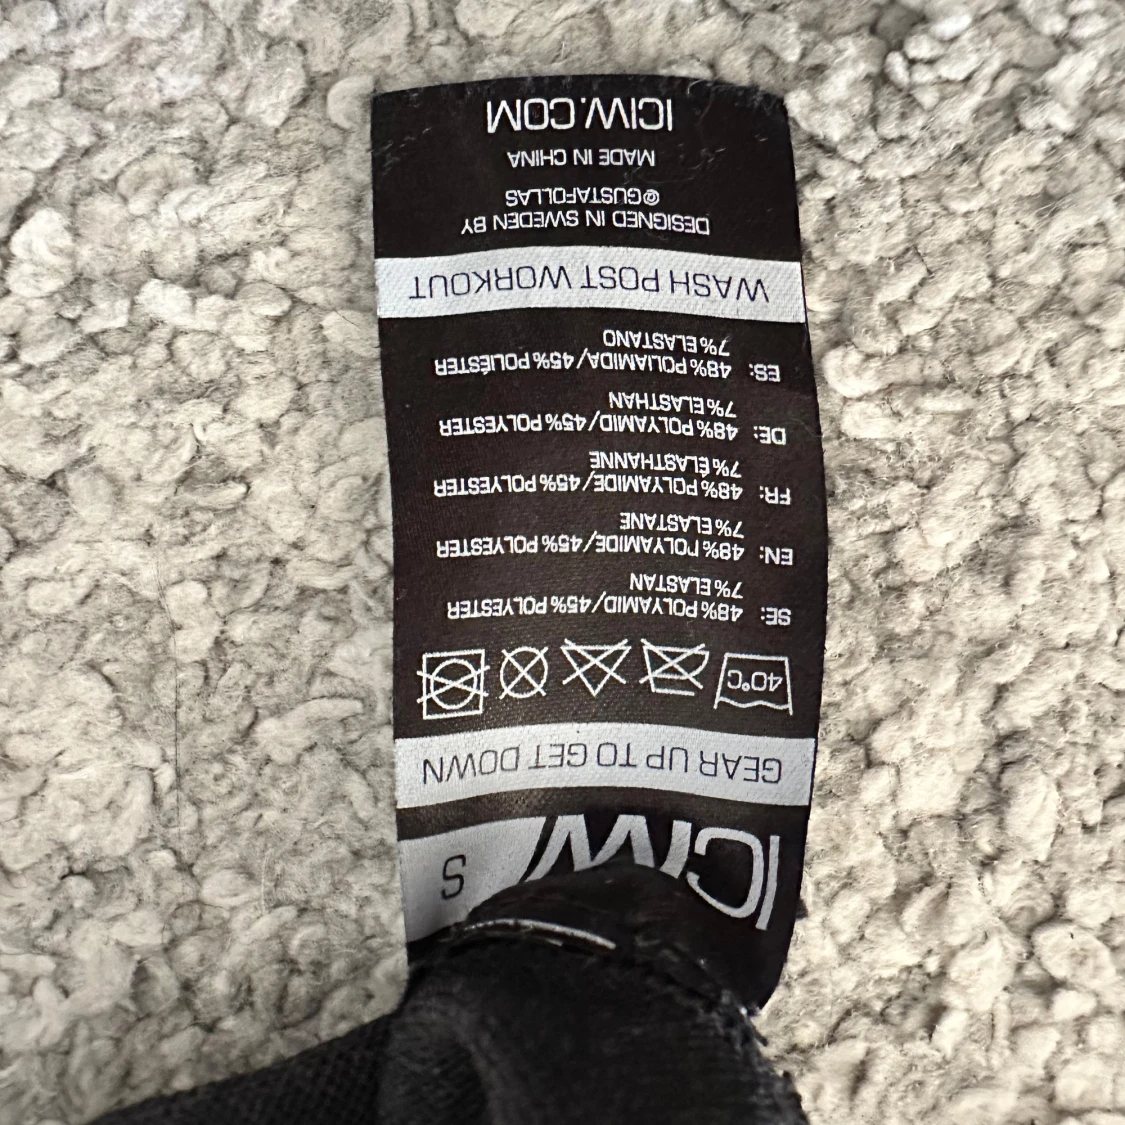 ICIW
S
GEAR UP TO GET DOWN
40°C
SE: 48% POLYAMID/45% POLYESTER
7% ELASTAN
EN: 48% POLYAMIDE/45% POLYESTER
7% ELASTANE
FR: 48% POLYAMIDE/45% POLYESTER
7% ÉLASTHANNE
DE: 48% POLYAMID/45% POLYESTER
7% ELASTHAN
ES: 48% POLIAMIDA/45% POLIÉSTER
7% ELASTANO
WASH POST WORKOUT
DESIGNED IN SWEDEN BY
@GUSTAFOLLAS
MADE IN CHINA
ICIW.COM